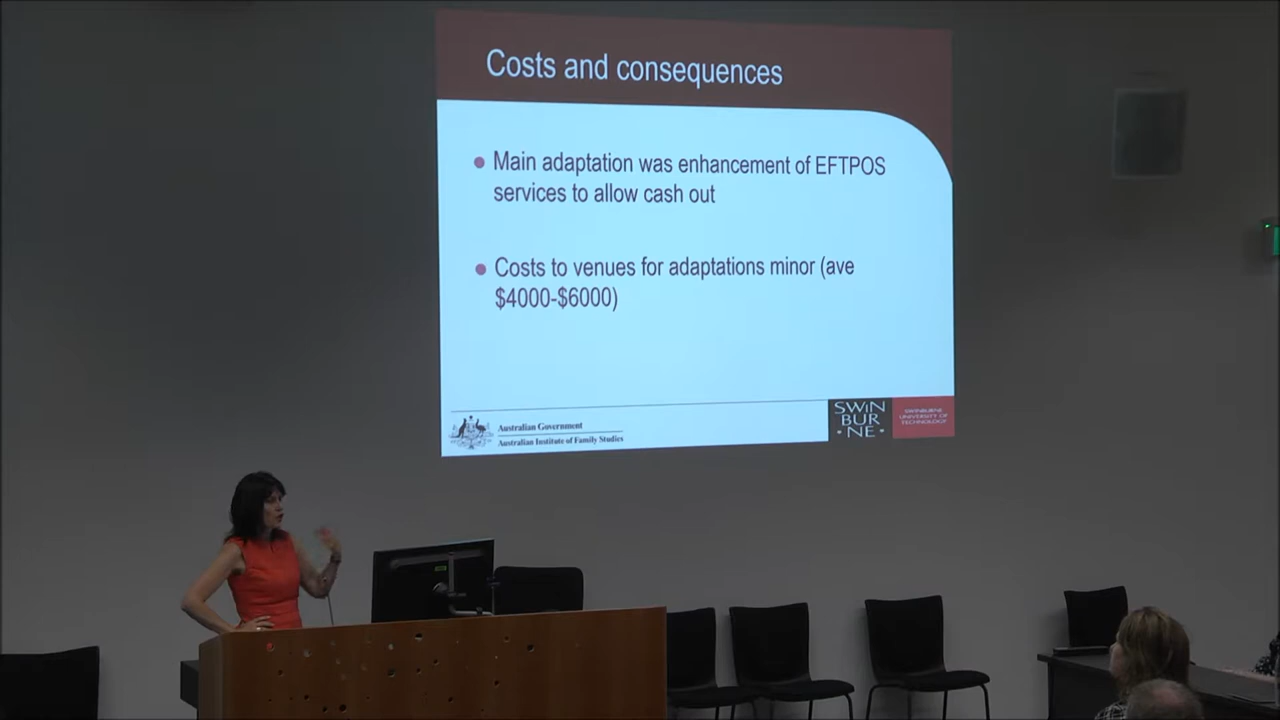 Costs and consequences
Main adaptation was enhancement of EFTPOS
services to allow cash out
Costs to venues for adaptations minor (ave
$4000-$6000)
Australian Government
Australian Institute of Family Studies
SWIN
BUR
• NE •
SWINBURNE
UNIVERSITY OF
TECHNOLOGY